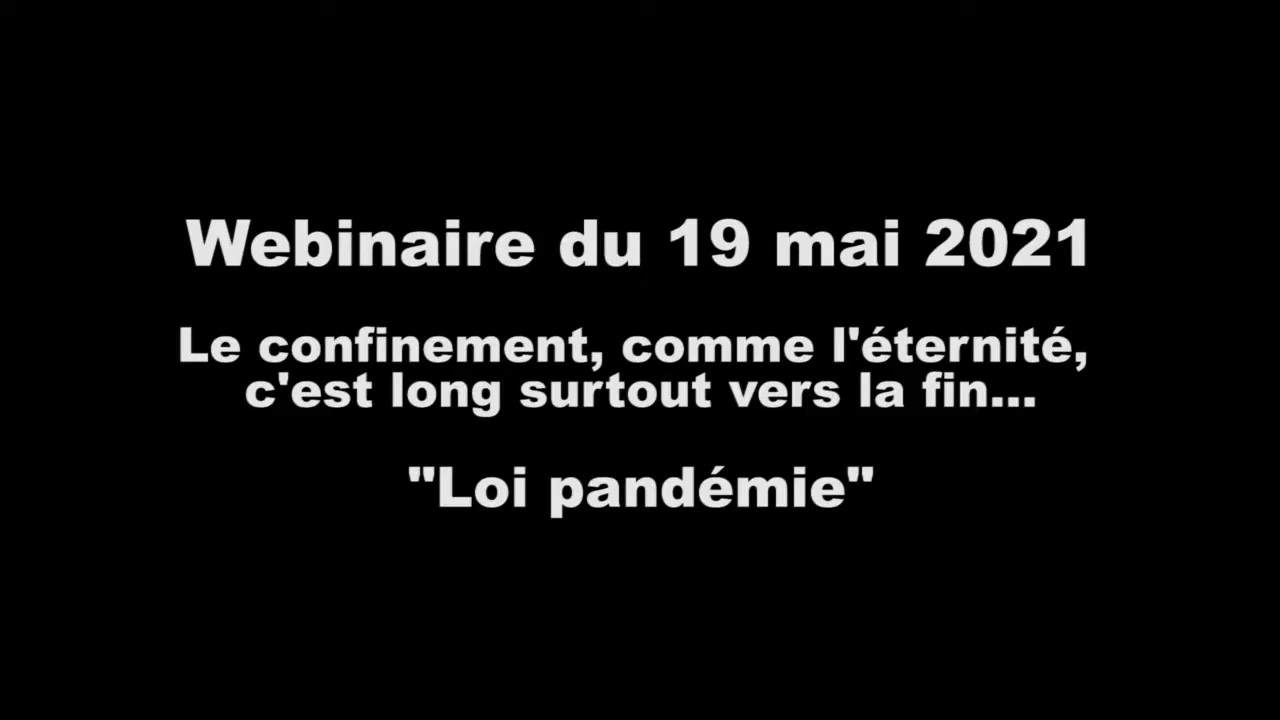 Webinaire du 19 mai 2021
Le confinement, comme l'éternité,
c'est long surtout vers la fin...
"Loi pandémie"